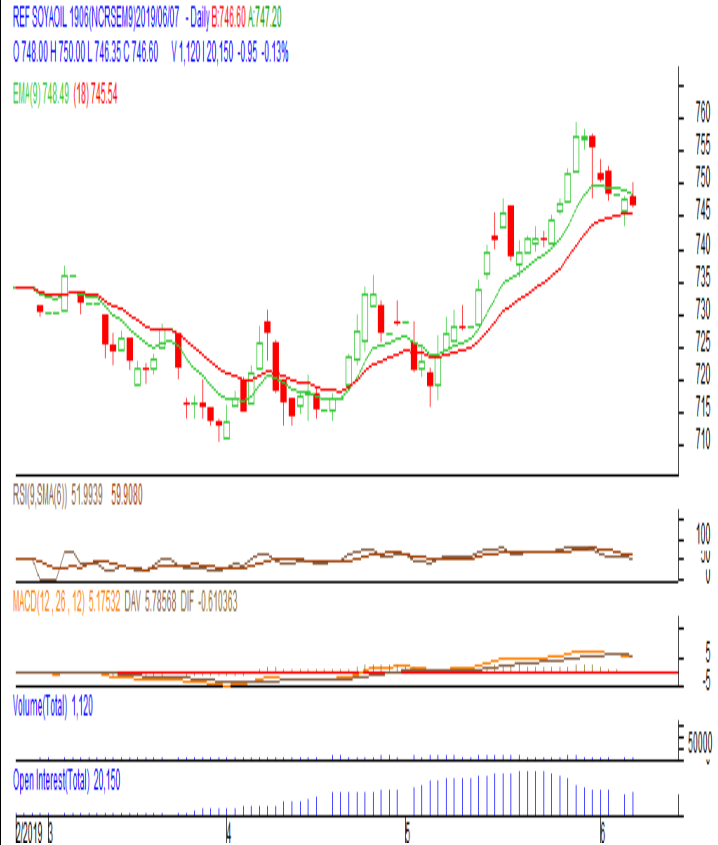 REF SOYAOIL 1906(NCRSEM9)2019/06/07 - Daily B:746.60 A:747.20
O 748.00 H 750.00 L 746.35 C 746.60 V 1,120 I 20,150 -0.95 -0.13%
EMA(9) 748.49 (18) 745.54
760
755
750
745
740
735
730
725
720
715
710
RSI(9,SMA(6)) 51.9939 59.9080
100
50
0
MACD(12 , 26 , 12) 5.17532 DAV 5.78568 DIF -0.610363
5
-5
Volume(Total) 1,120
50000
Open Interest(Total) 20,150
2/2019 3 4 5 6